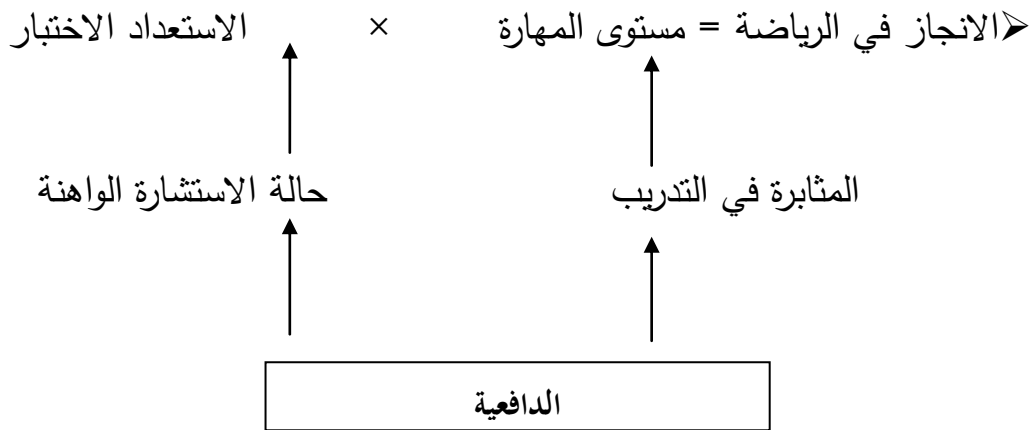 ➢الانجاز في الرياضة = مستوى المهارة × الاستعداد الاختبار
المثابرة في التدريب حالة الاستشارة الواهنة
الدافعية